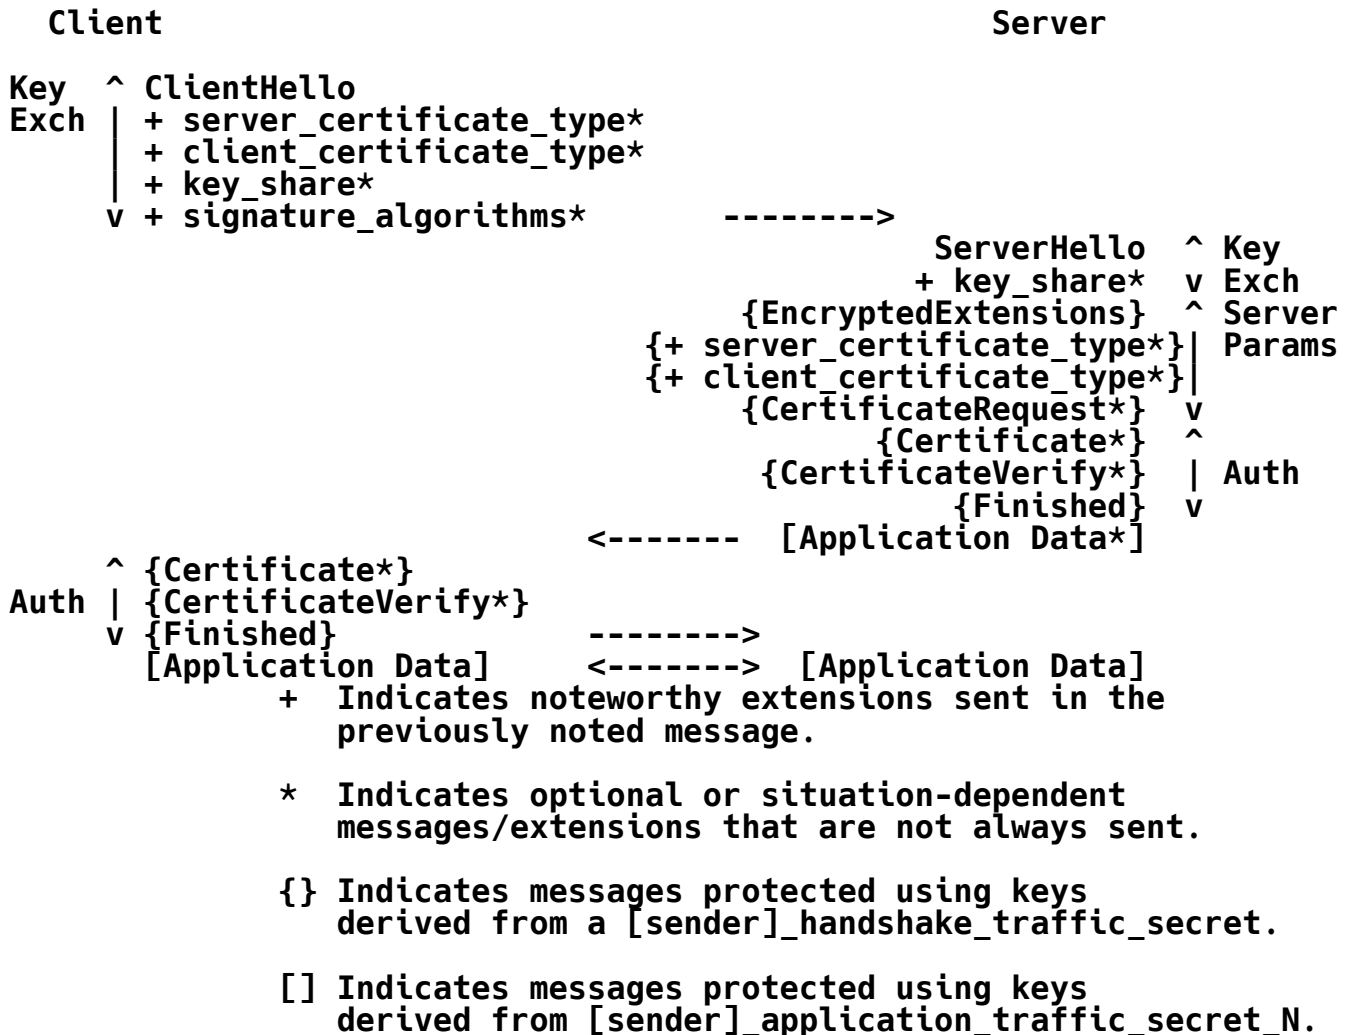 Client                                           Server

Key  ^ ClientHello
Exch | + server_certificate_type*
     | + client_certificate_type*
     | + key_share*
     v + signature_algorithms*       -------->
                                                ServerHello  ^ Key
                                               + key_share*  v Exch
                                      {EncryptedExtensions}  ^ Server
                                 {+ server_certificate_type*}| Params
                                 {+ client_certificate_type*}|
                                      {CertificateRequest*}  v
                                             {Certificate*}  ^
                                       {CertificateVerify*}  | Auth
                                                 {Finished}  v
                              <-------  [Application Data*]
     ^ {Certificate*}
Auth | {CertificateVerify*}
     v {Finished}             -------->
       [Application Data]     <------->  [Application Data]
              +  Indicates noteworthy extensions sent in the
                 previously noted message.

              *  Indicates optional or situation-dependent
                 messages/extensions that are not always sent.

              {} Indicates messages protected using keys
                 derived from a [sender]_handshake_traffic_secret.

              [] Indicates messages protected using keys
                 derived from [sender]_application_traffic_secret_N.